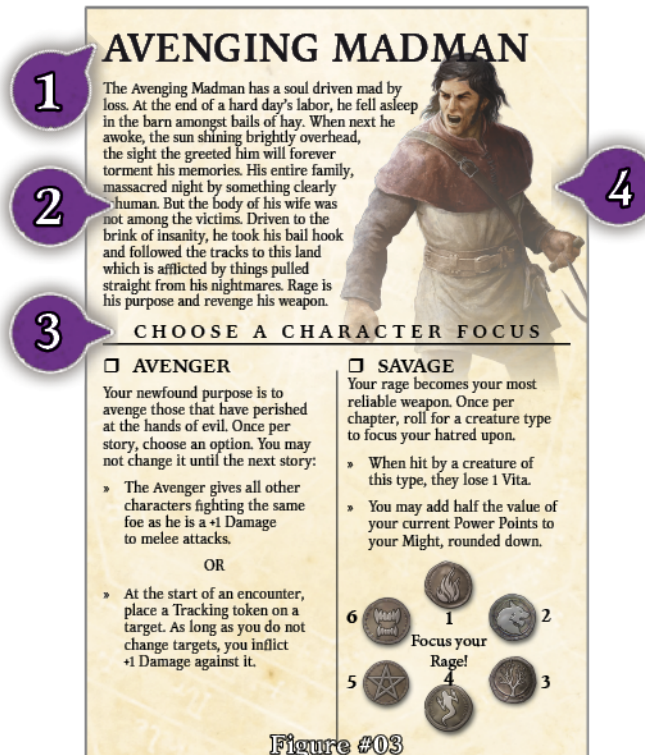 AVENGING MADMAN
1
The Avenging Madman has a soul driven mad by
loss. At the end of a hard day's labor, he fell asleep
in the barn amongst bails of hay. When next he
awoke, the sun shining brightly overhead,
the sight the greeted him will forever
torment his memories. His entire family,
massacred night by something clearly
human. But the body of his wife was
not among the victims. Driven to the
brink of insanity, he took his bail hook
and followed the tracks to this land
which is afflicted by things pulled
straight from his nightmares. Rage is
his purpose and revenge his weapon.
2
4
3
CHOOSE A CHARACTER FOCUS
❒ AVENGER
Your newfound purpose is to
avenge those that have perished
at the hands of evil. Once per
story, choose an option. You may
not change it until the next story:
» The Avenger gives all other
characters fighting the same
foe as he is a +1 Damage
to melee attacks.
OR
» At the start of an encounter,
place a Tracking token on a
target. As long as you do not
change targets, you inflict
+1 Damage against it.
❒ SAVAGE
Your rage becomes your most
reliable weapon. Once per
chapter, roll for a creature type
to focus your hatred upon.
» When hit by a creature of
this type, they lose 1 Vita.
» You may add half the value of
your current Power Points to
your Might, rounded down.
6
1
2
Focus your
Rage!
5
4
3
Figure #03